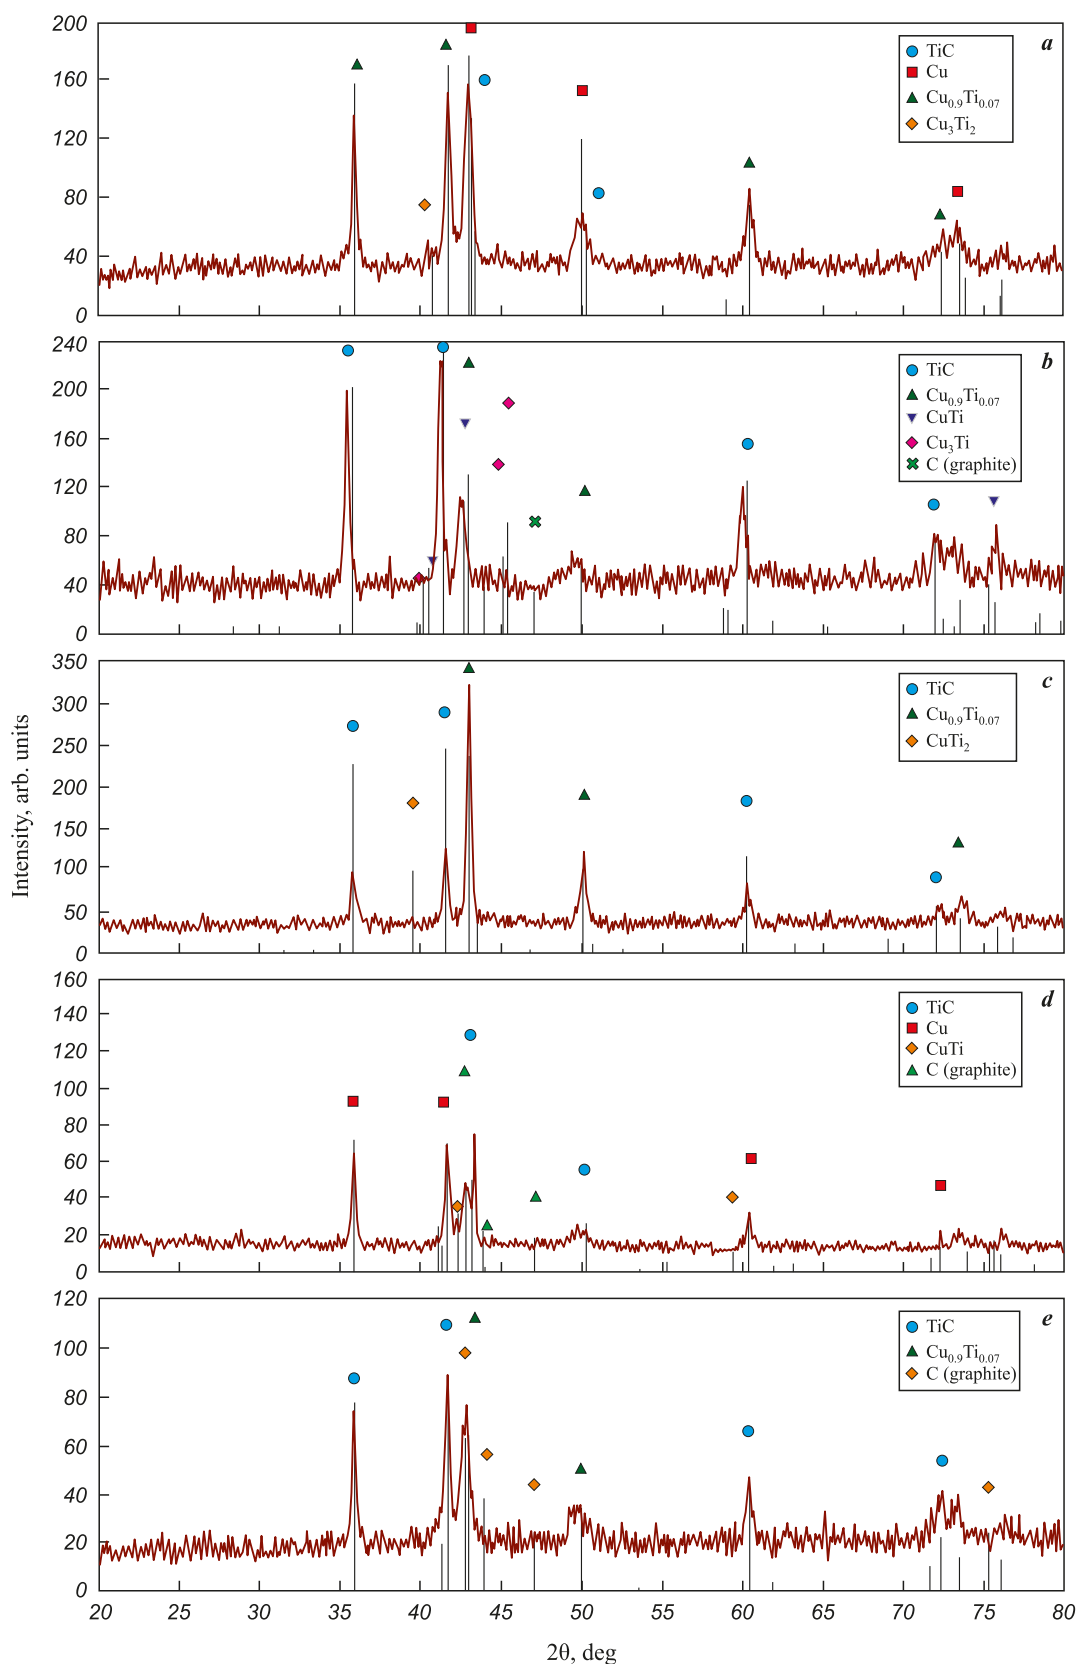 200
160
120
80
40
0
a
TiC
Cu
Cu0.9Ti0.07
Cu3Ti2
240
200
160
120
80
40
0
b
TiC
Cu0.9Ti0.07
CuTi
Cu3Ti
C (graphite)
350
300
250
200
150
100
50
0
c
TiC
Cu0.9Ti0.07
CuTi2
Intensity, arb. units
160
140
120
100
80
60
40
20
0
d
TiC
Cu
CuTi
C (graphite)
120
100
80
60
40
20
0
e
TiC
Cu0.9Ti0.07
C (graphite)
20 25 30 35 40 45 50 55 60 65 70 75 80
2θ, deg